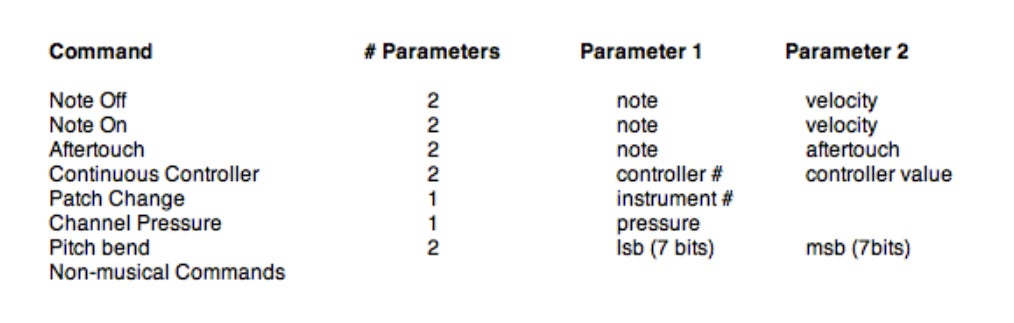 Command # Parameters Parameter 1 Parameter 2
Note Off 2 note velocity
Note On 2 note velocity
Aftertouch 2 note aftertouch
Continuous Controller 2 controller # controller value
Patch Change 1 instrument #
Channel Pressure 1 pressure
Pitch bend 2 lsb (7 bits) msb (7bits)
Non-musical Commands